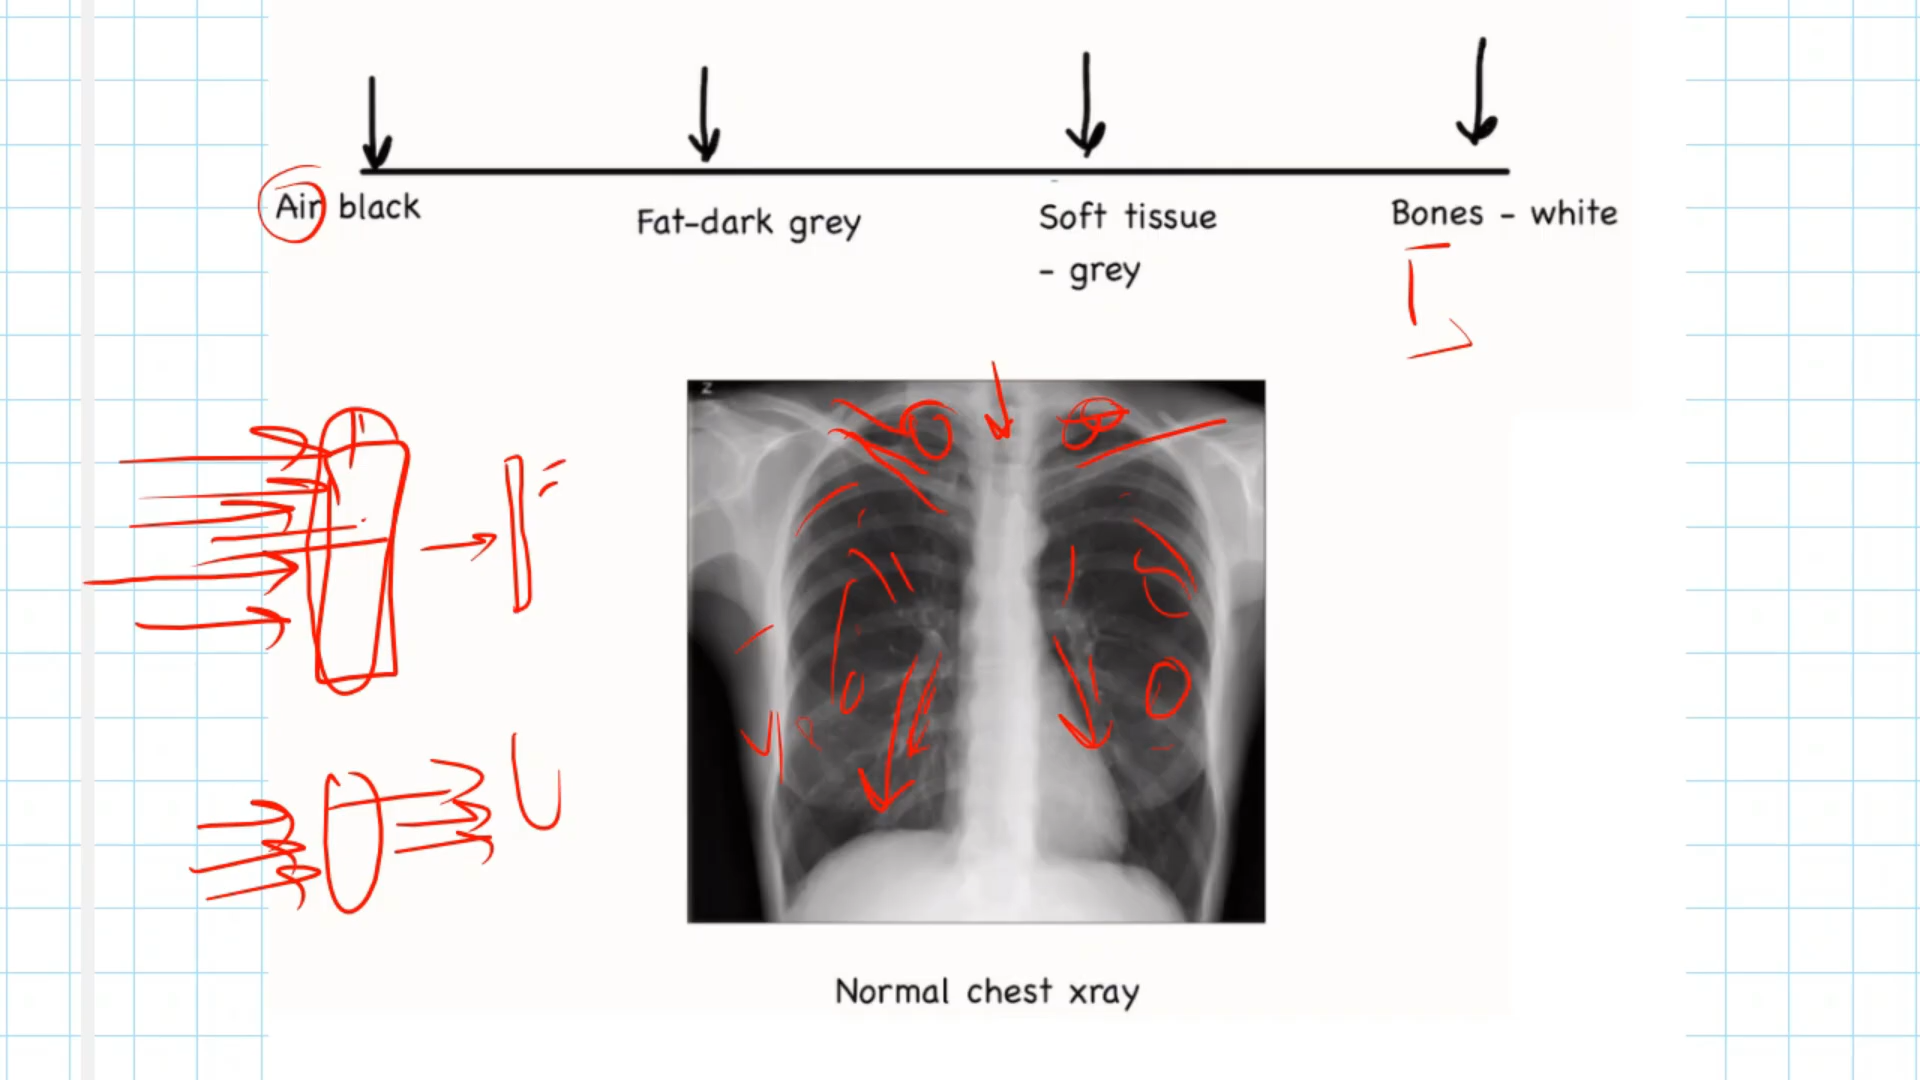 Air black
Fat-dark grey
Soft tissue
- grey
Bones - white
Z
Normal chest xray